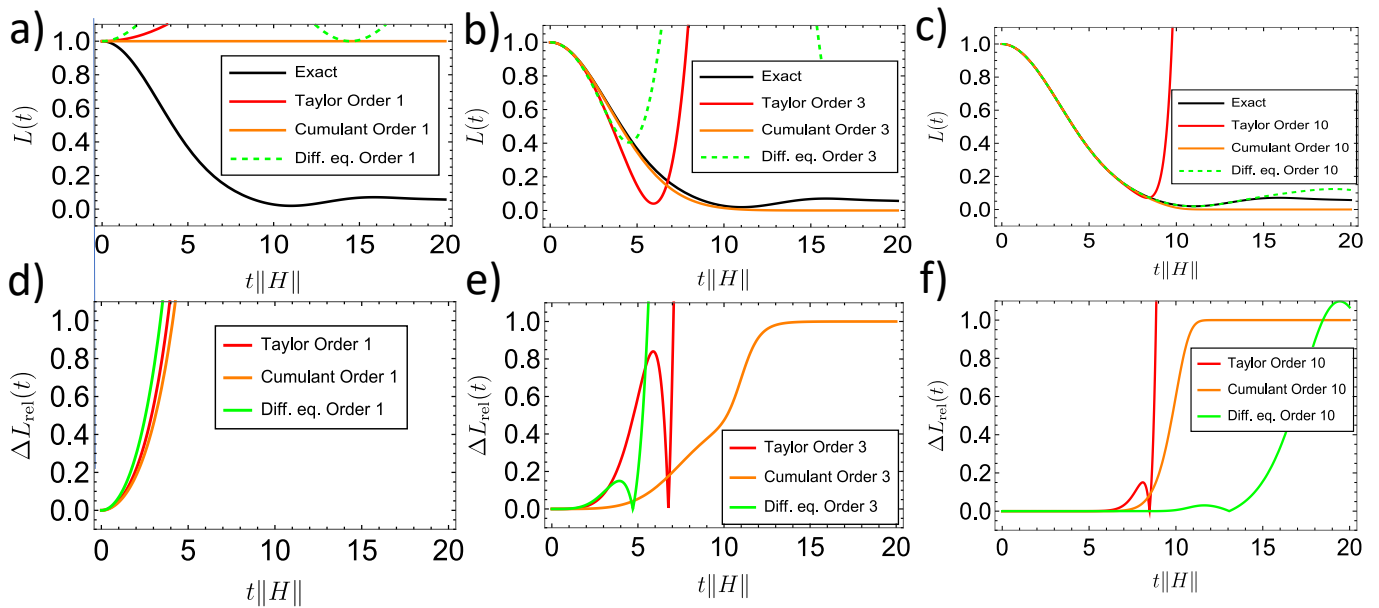 a)
1.0
0.8
0.6
0.4
0.2
0.0
L(t)
Exact
Taylor Order 1
Cumulant Order 1
Diff. eq. Order 1
0 5 10 15 20
t‖H‖
b)
1.0
0.8
0.6
0.4
0.2
0.0
L(t)
Exact
Taylor Order 3
Cumulant Order 3
Diff. eq. Order 3
0 5 10 15 20
t‖H‖
c)
1.0
0.8
0.6
0.4
0.2
0.0
L(t)
Exact
Taylor Order 10
Cumulant Order 10
Diff. eq. Order 10
0 5 10 15 20
t‖H‖
d)
1.0
0.8
0.6
0.4
0.2
0.0
ΔL_rel(t)
Taylor Order 1
Cumulant Order 1
Diff. eq. Order 1
0 5 10 15 20
t‖H‖
e)
1.0
0.8
0.6
0.4
0.2
0.0
ΔL_rel(t)
Taylor Order 3
Cumulant Order 3
Diff. eq. Order 3
0 5 10 15 20
t‖H‖
f)
1.0
0.8
0.6
0.4
0.2
0.0
ΔL_rel(t)
Taylor Order 10
Cumulant Order 10
Diff. eq. Order 10
0 5 10 15 20
t‖H‖